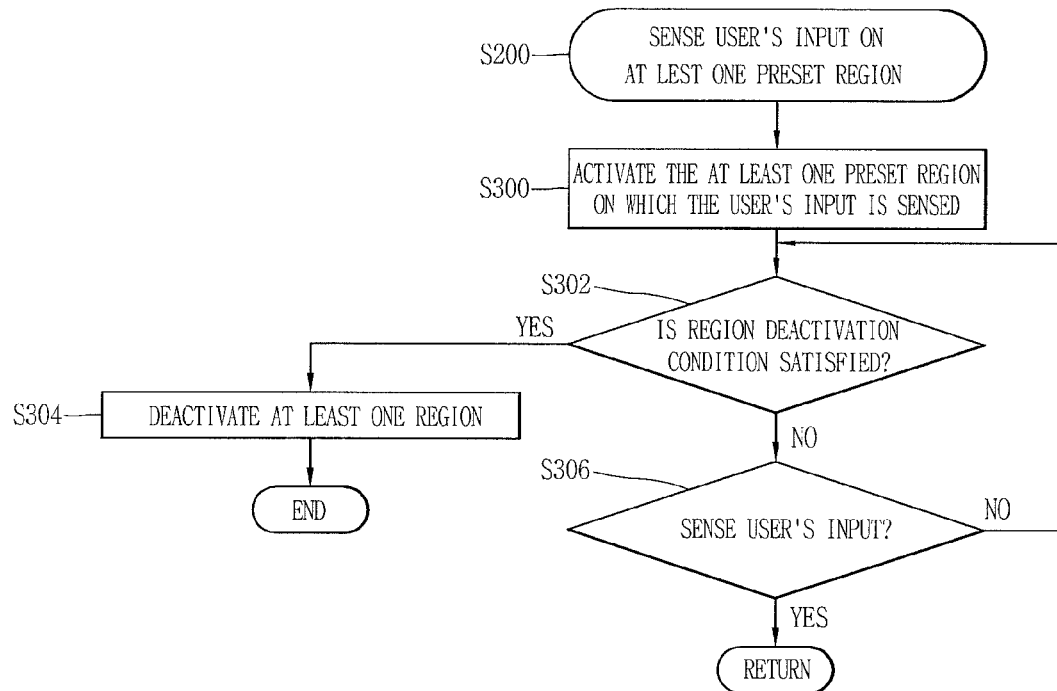 S200
SENSE USER'S INPUT ON
AT LEST ONE PRESET REGION
S300
ACTIVATE THE AT LEAST ONE PRESET REGION
ON WHICH THE USER'S INPUT IS SENSED
S302
YES
IS REGION DEACTIVATION
CONDITION SATISFIED?
S304
DEACTIVATE AT LEAST ONE REGION
NO
S306
END
SENSE USER'S INPUT?
NO
YES
RETURN